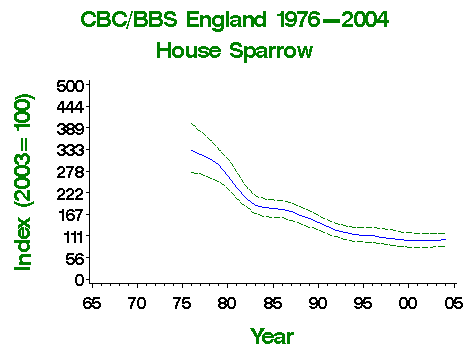 CBC/BBS England 1976—2004
House Sparrow
Index (2003= 100)
500
444
389
333
278
222
167
111
56
0
65 70 75 80 85 90 95 00 05
Year